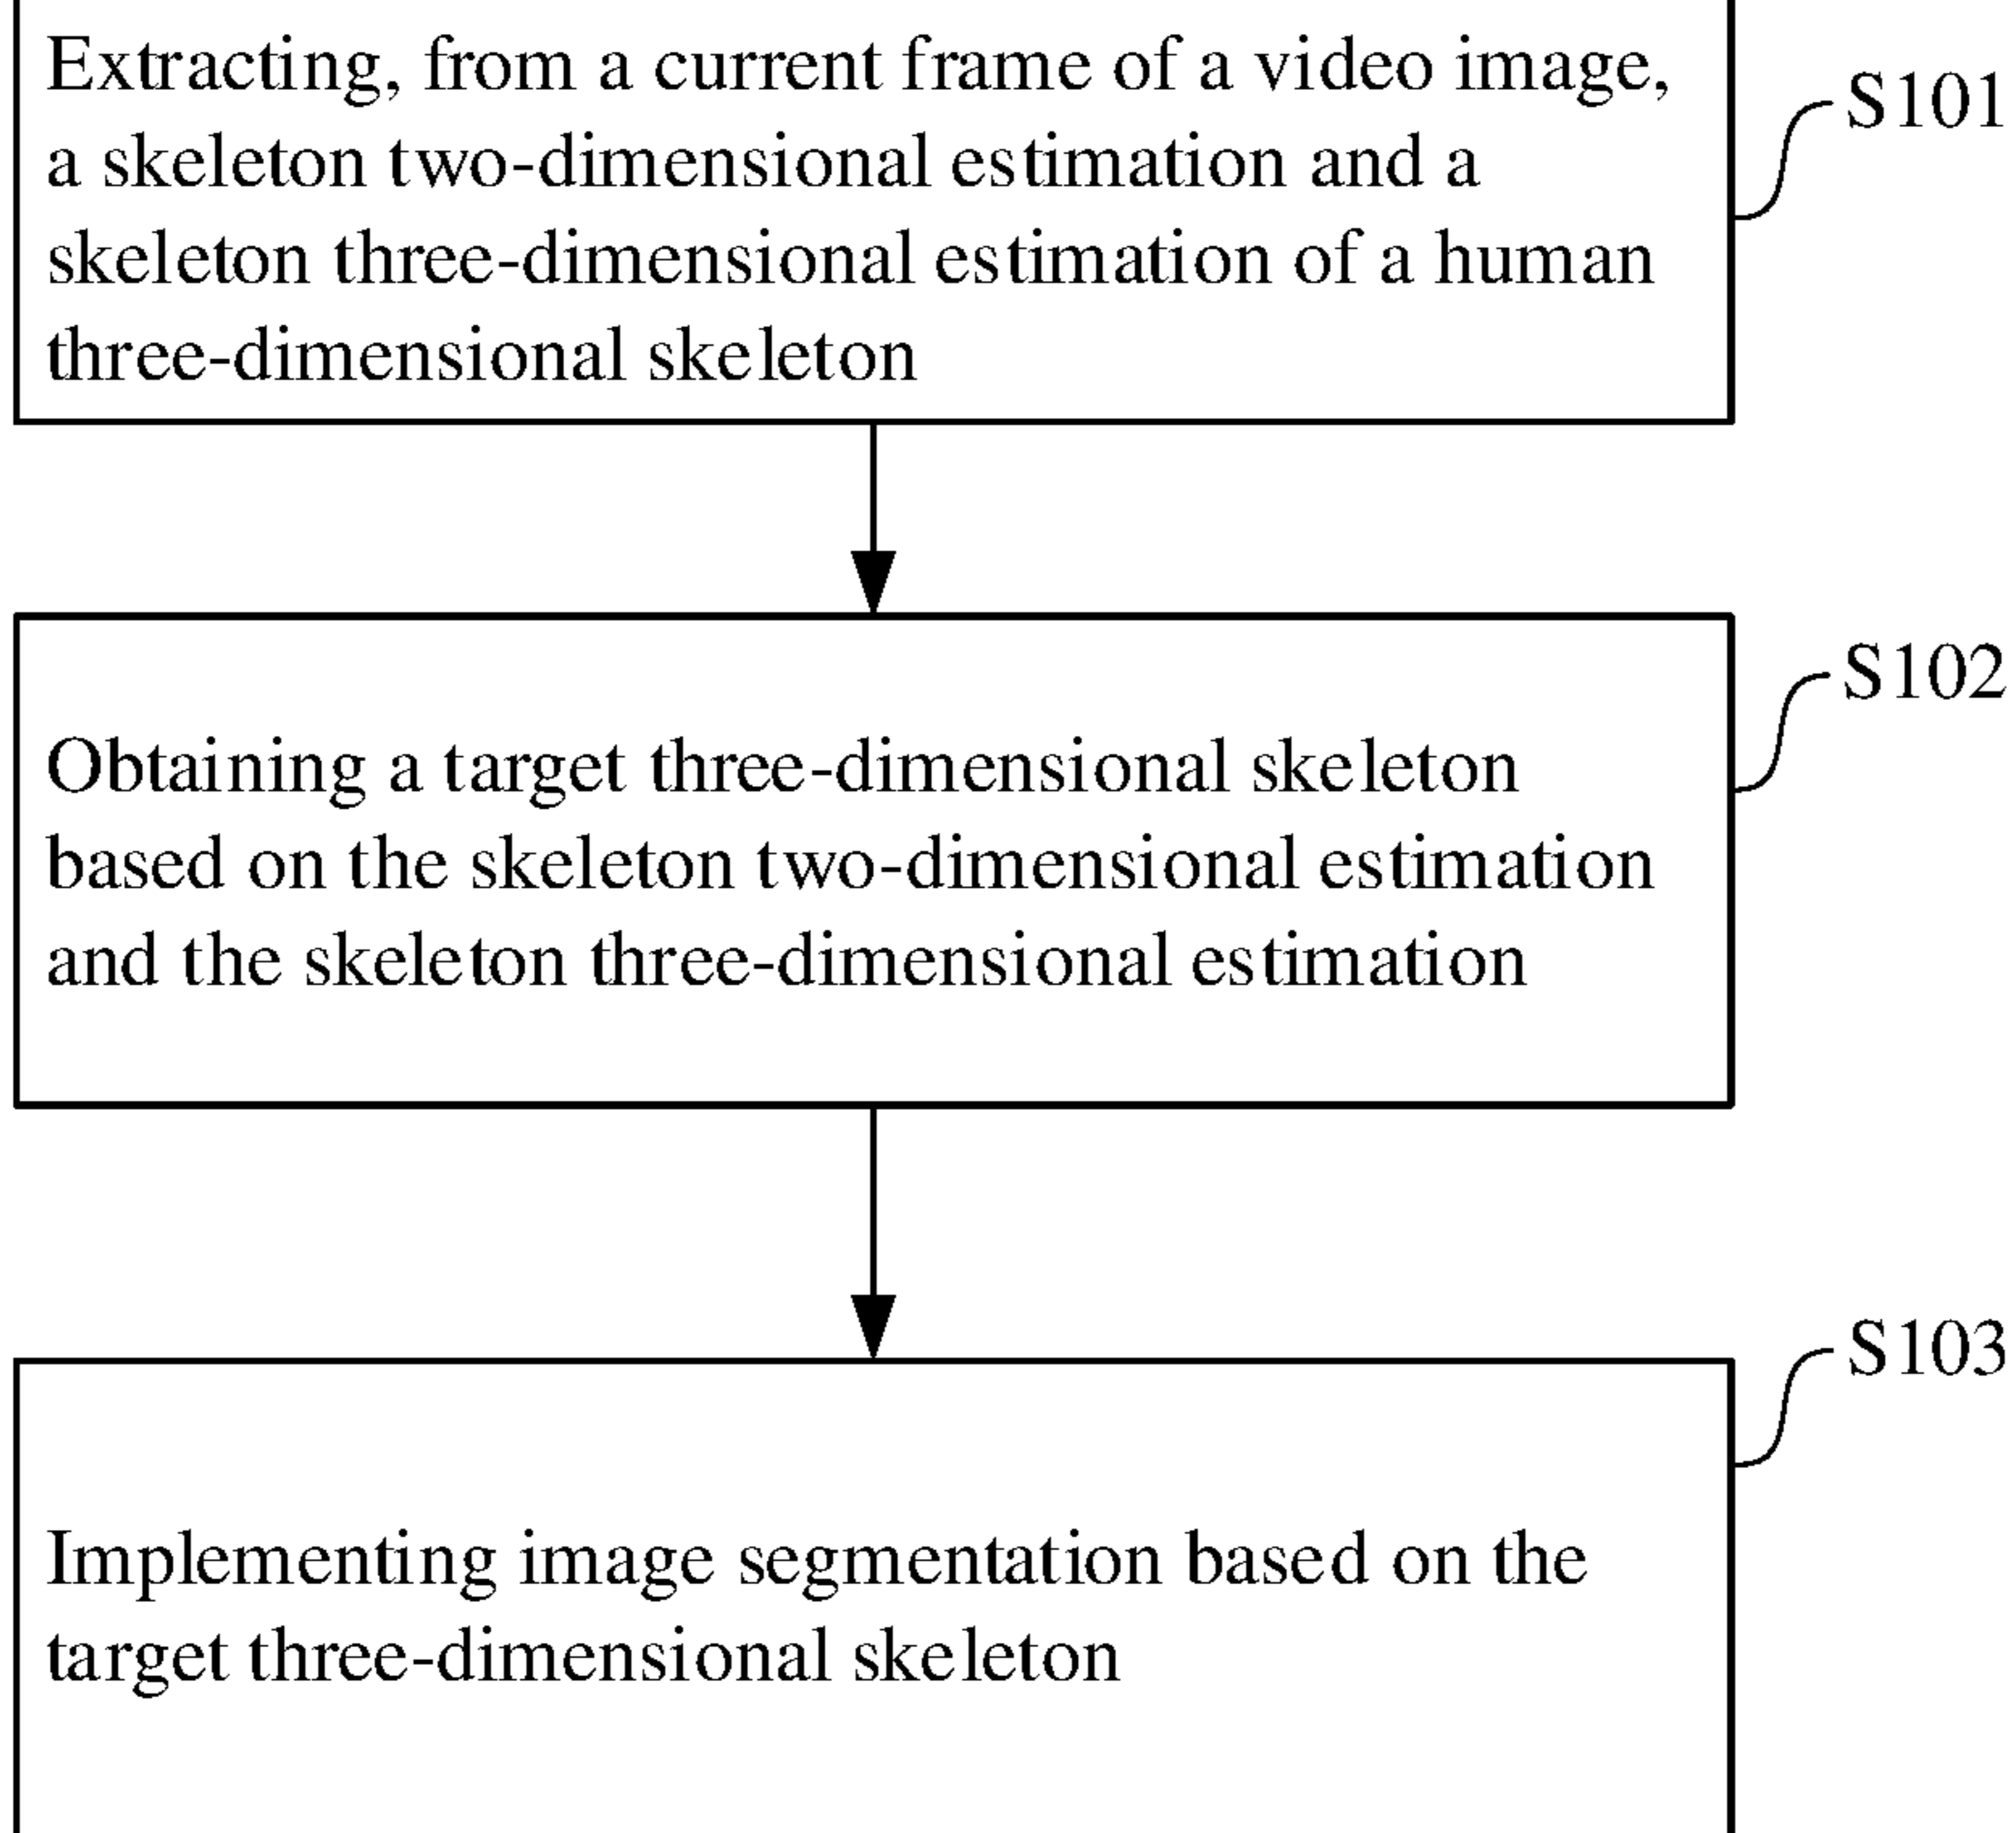 Extracting, from a current frame of a video image,
a skeleton two-dimensional estimation and a
skeleton three-dimensional estimation of a human
three-dimensional skeleton
S101
Obtaining a target three-dimensional skeleton
based on the skeleton two-dimensional estimation
and the skeleton three-dimensional estimation
S102
Implementing image segmentation based on the
target three-dimensional skeleton
S103